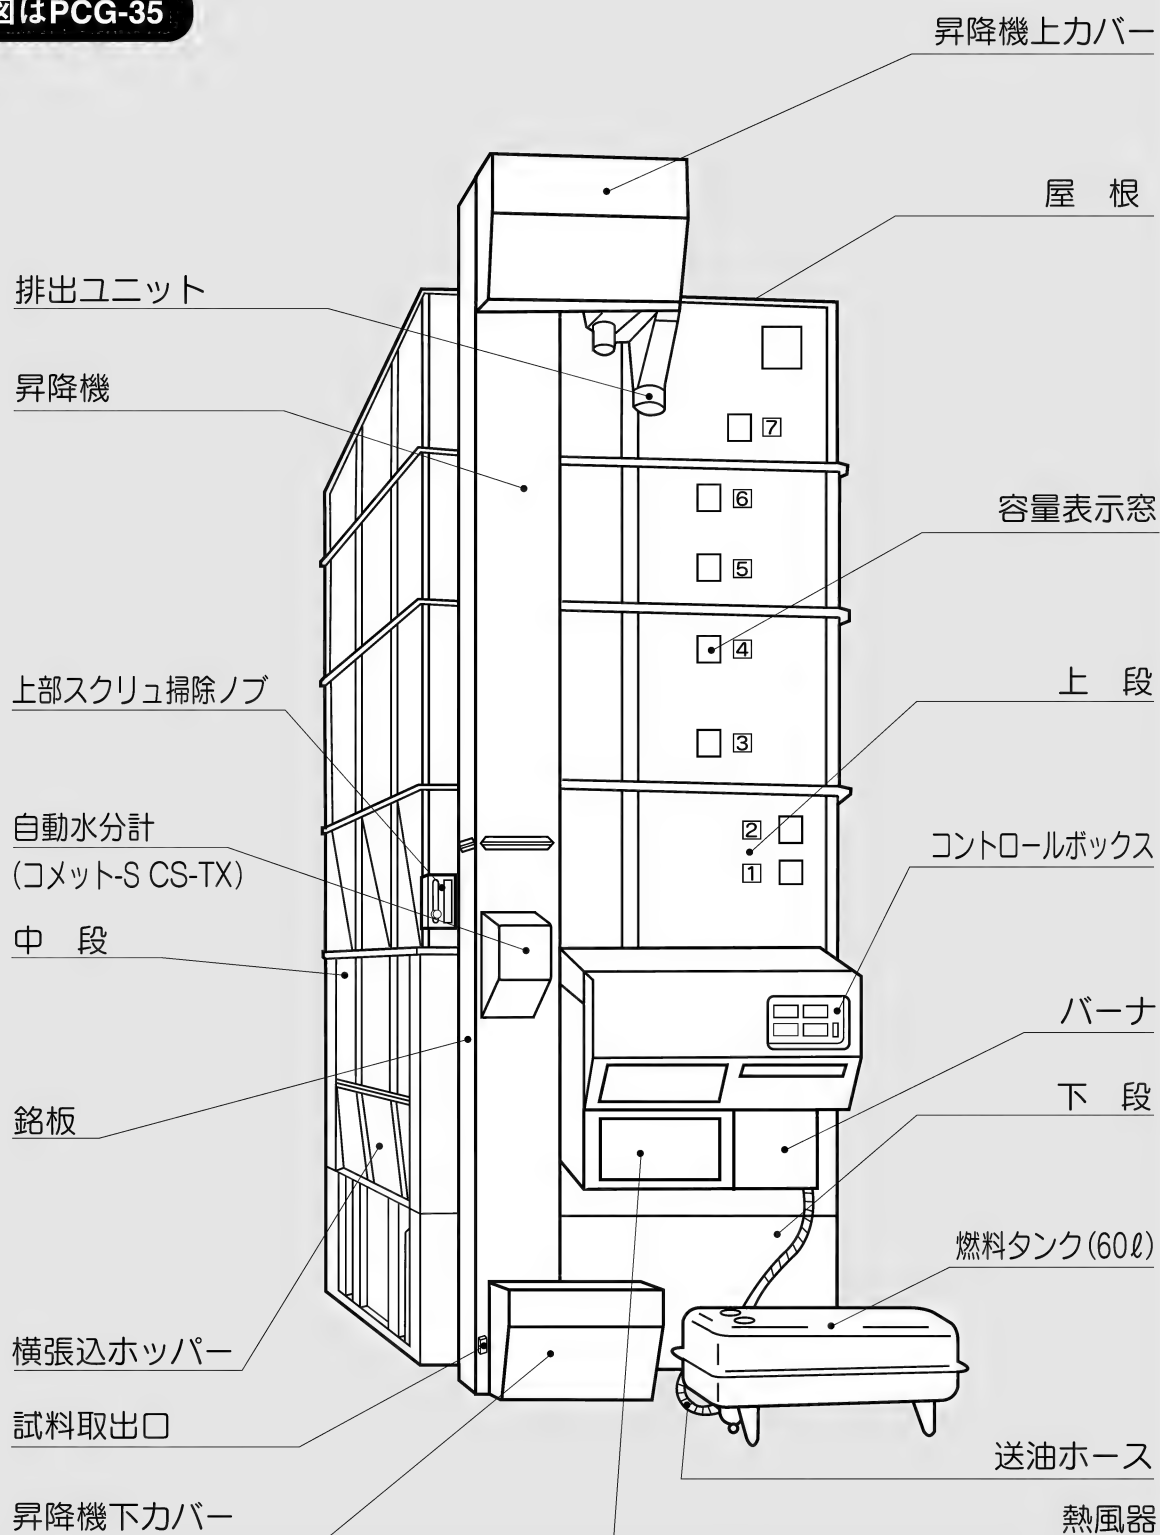 図はPCG-35
昇降機上カバー
屋 根
排出ユニット
昇降機
7
6
容量表示窓
5
4
上部スクリュ掃除ノブ
上 段
3
自動水分計
(コメット-S CS-TX)
2
コントロールボックス
1
中 段
バーナ
下 段
銘板
燃料タンク(60ℓ)
横張込ホッパー
試料取出口
送油ホース
昇降機下カバー
熱風器